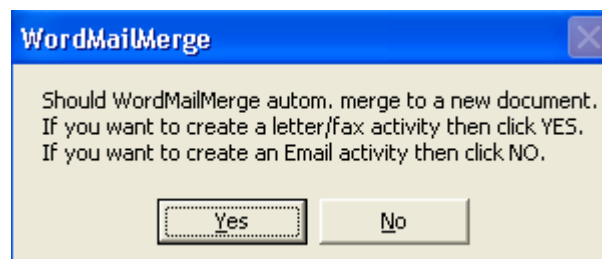 WordMailMerge
Should WordMailMerge autom. merge to a new document.
If you want to create a letter/fax activity then click YES.
If you want to create an Email activity then click NO.
Yes No